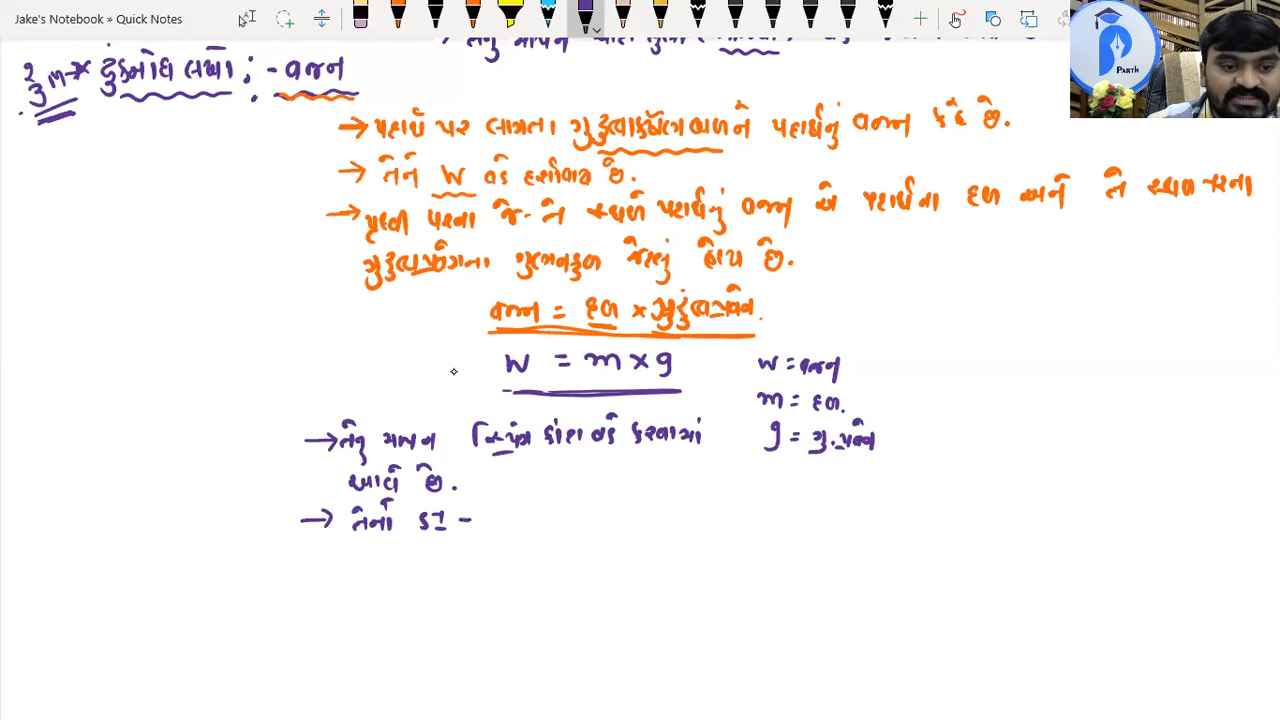 Jake's Notebook » Quick Notes
Parth
ટુંકનોંધ લખો :- વજન
→ પદાર્થ પર લાગતા ગુરુત્વાકર્ષણ બળને પદાર્થનું વજન કહે છે.
→ તેને W વડે દર્શાવાય છે.
→ પૃથ્વી પરના જે-તે સ્થળે પદાર્થનું વજન એ પદાર્થના દળ અને તે સ્થળ પરના
ગુરુત્વપ્રવેગના ગુણનફળ જેટલું હોય છે.
વજન = દળ × ગુરુત્વપ્રવેગ.
W = m × g
W = વજન
m = દળ.
g = ગુ. પ્રવેગ
→ તેનું માપન સ્પ્રિંગ કાંટા વડે કરવામાં
આવે છે.
→ તેનો SI -